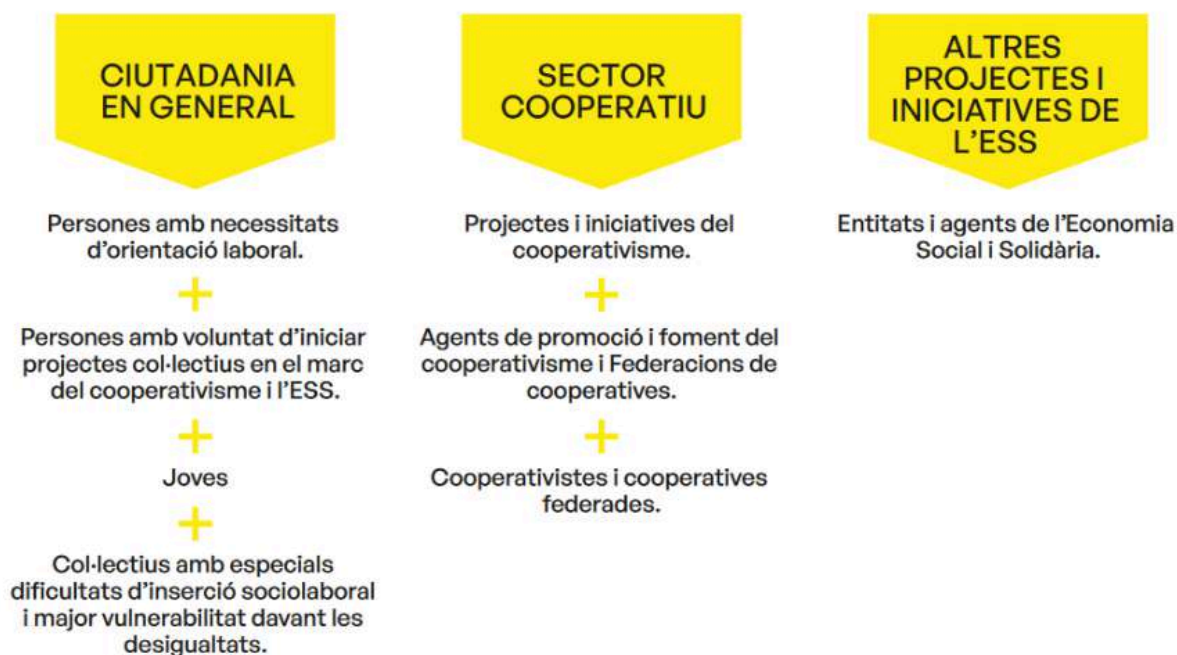 CIUTADANIA
EN GENERAL
Persones amb necessitats
d'orientació laboral.
+
Persones amb voluntat d'iniciar
projectes col·lectius en el marc
del cooperativisme i l'ESS.
+
Joves
+
Col·lectius amb especials
dificultats d'inserció sociolaboral
i major vulnerabilitat davant les
desigualtats.
SECTOR
COOPERATIU
Projectes i iniciatives del
cooperativisme.
+
Agents de promoció i foment del
cooperativisme i Federacions de
cooperatives.
+
Cooperativistes i cooperatives
federades.
ALTRES
PROJECTES I
INICIATIVES DE
L'ESS
Entitats i agents de l'Economia
Social i Solidària.